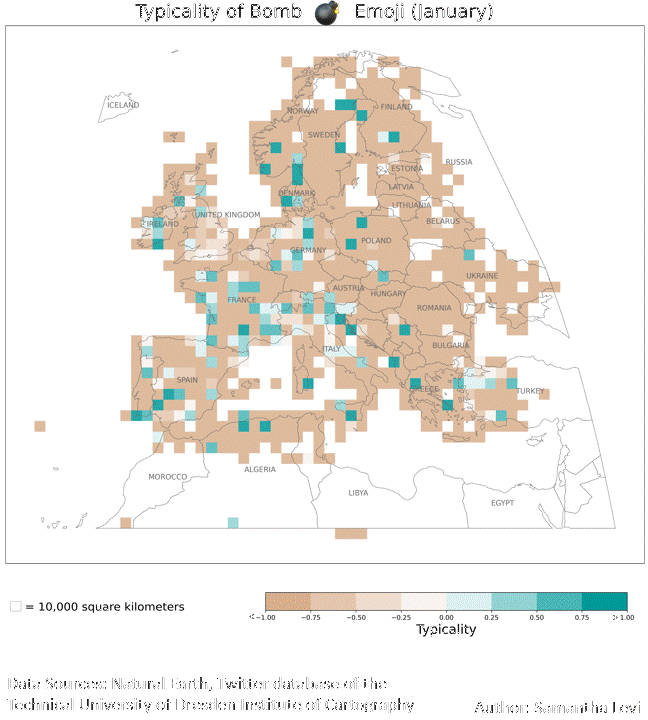 Typicality of Bomb 💣 Emoji (January)
ICELAND
NORWAY
FINLAND
SWEDEN
RUSSIA
ESTONIA
LATVIA
DENMARK
LITHUANIA
UNITED KINGDOM
IRELAND
BELARUS
POLAND
GERMANY
UKRAINE
AUSTRIA
HUNGARY
FRANCE
ROMANIA
ITALY
BULGARIA
SPAIN
GREECE
TURKEY
MOROCCO
ALGERIA
LIBYA
EGYPT
= 10,000 square kilometers
< −1.00 −0.75 −0.50 −0.25 0.00 0.25 0.50 0.75 > 1.00
Typicality
Data Sources: Natural Earth, Twitter database of the
Technical University of Dresden Institute of Cartography
Author: Samantha Levi